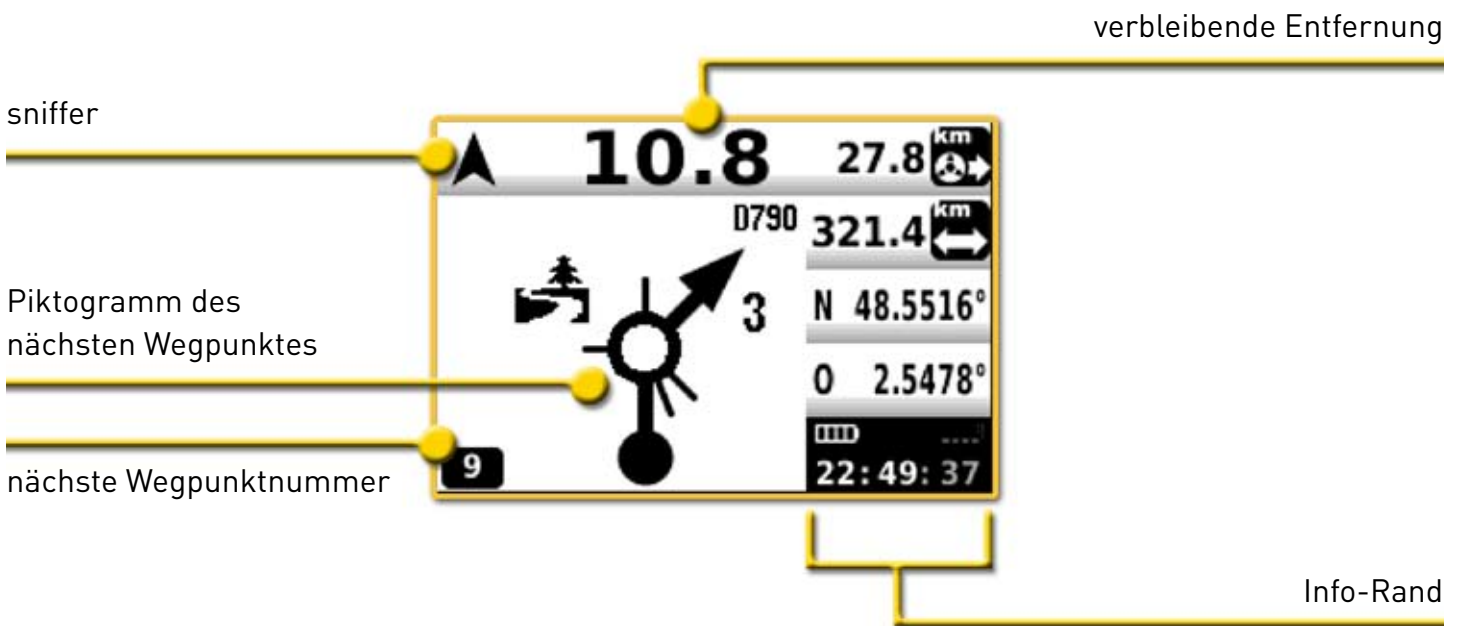 verbleibende Entfernung
sniffer
10.8
27.8 km
D790
321.4 km
Piktogramm des
nächsten Wegpunktes
3
N 48.5516°
O 2.5478°
nächste Wegpunktnummer
9
22:49:37
Info-Rand